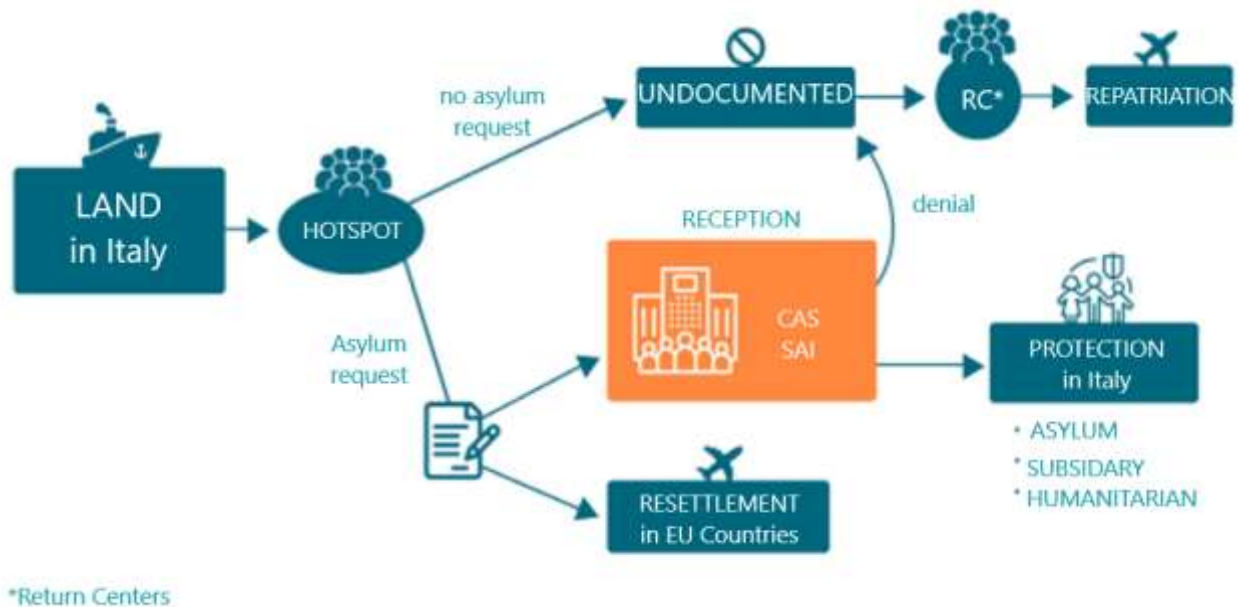 LAND
in Italy
HOTSPOT
no asylum
request
UNDOCUMENTED
RC*
REPATRIATION
denial
RECEPTION
CAS
SAI
Asylum
request
PROTECTION
in Italy
* ASYLUM
* SUBSIDARY
* HUMANITARIAN
RESETTLEMENT
in EU Countries
*Return Centers